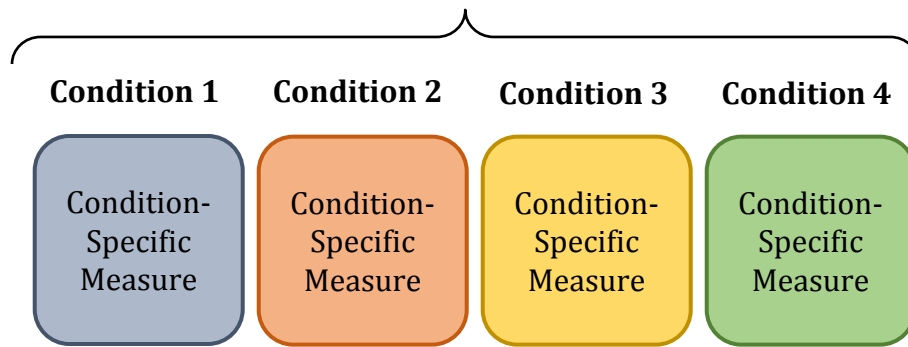 Condition 1 Condition 2 Condition 3 Condition 4
Condition-
Specific
Measure
Condition-
Specific
Measure
Condition-
Specific
Measure
Condition-
Specific
Measure